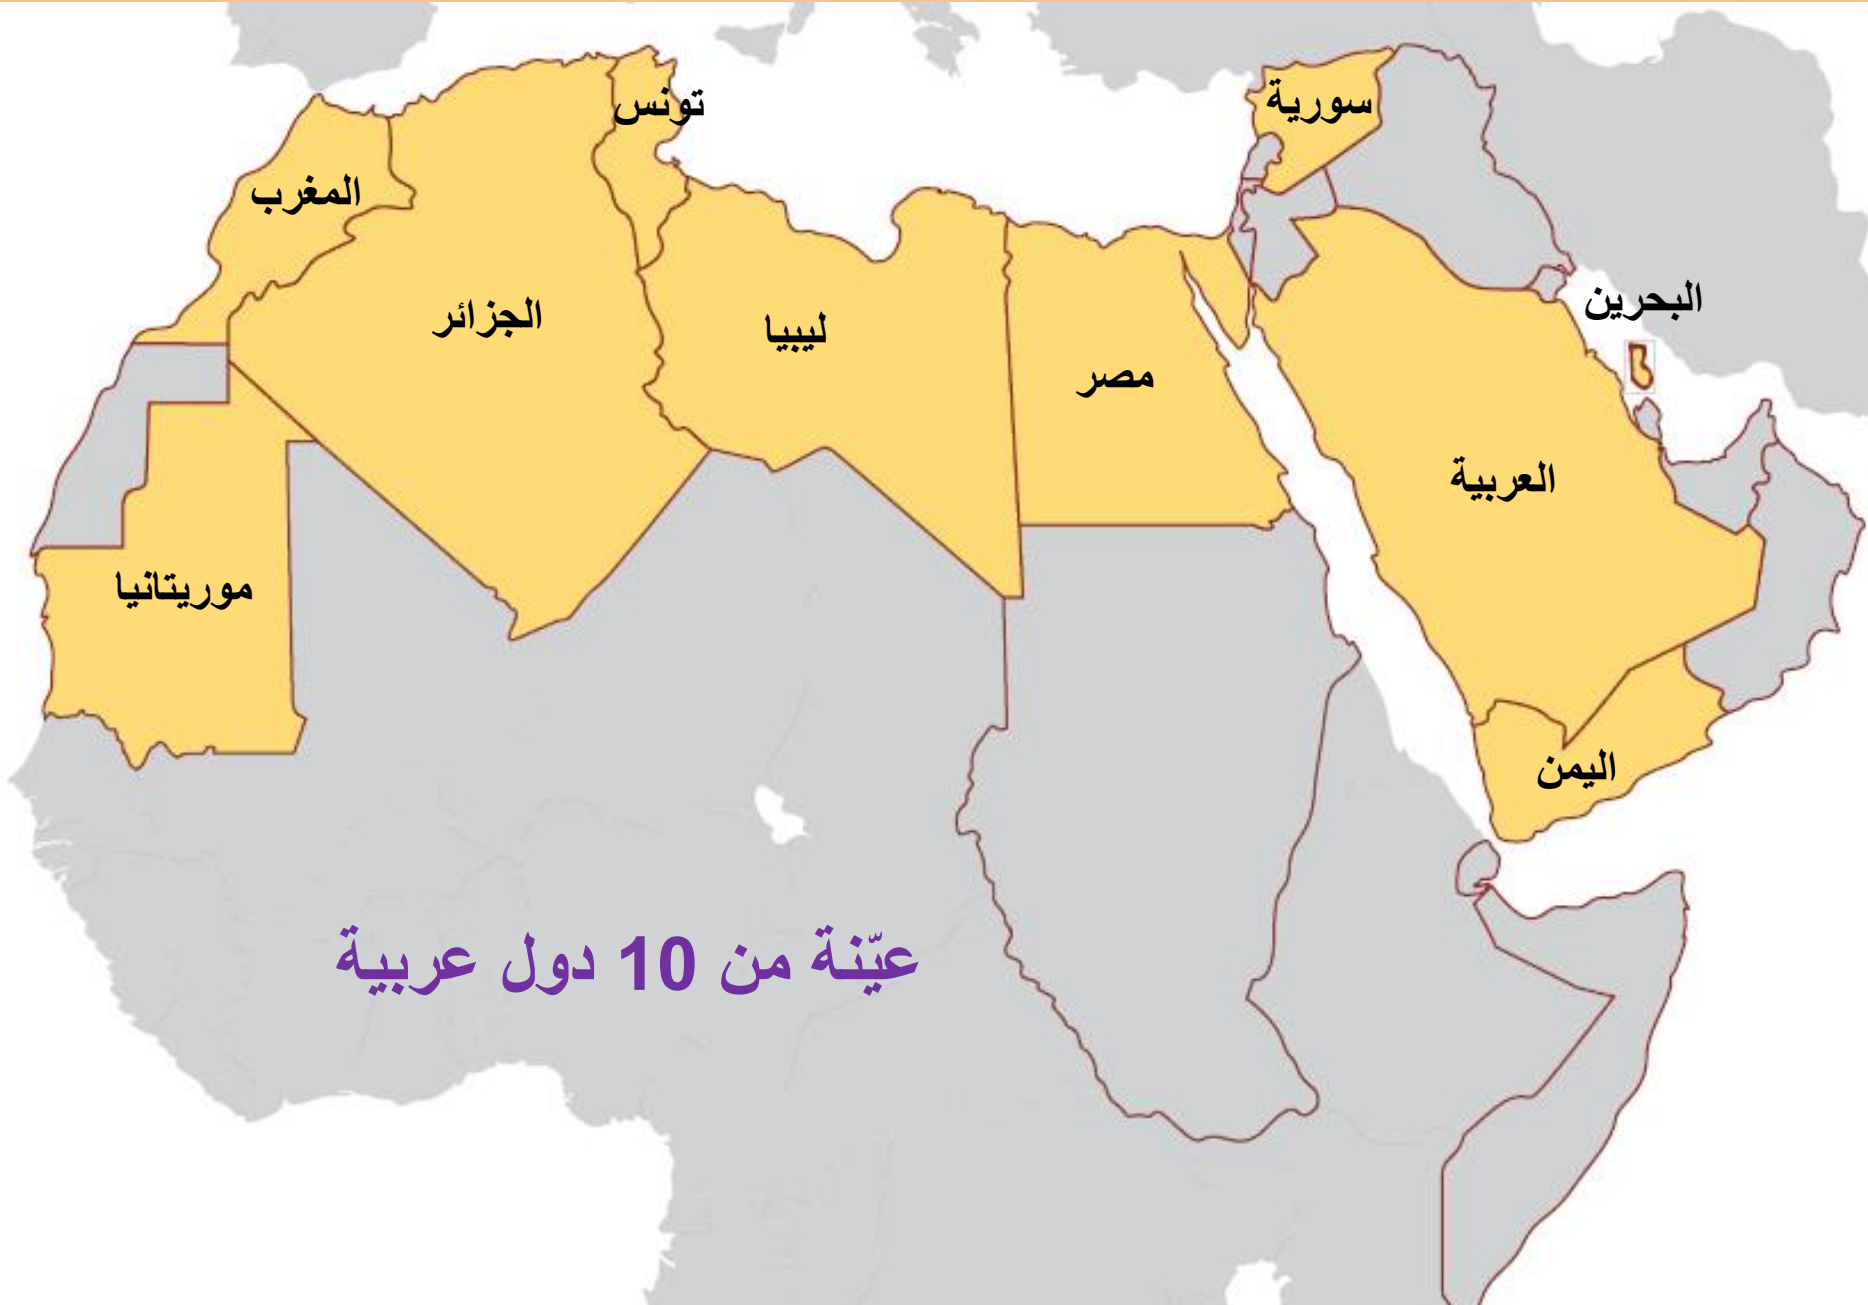 تونس
سورية
المغرب
البحرين
الجزائر
ليبيا
مصر
العربية
موريتانيا
اليمن
عيّنة من 10 دول عربية